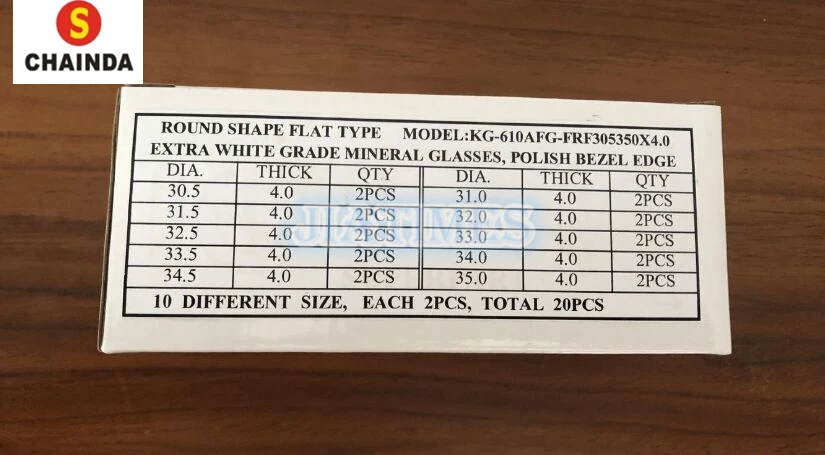 S
CHAINDA
ROUND SHAPE FLAT TYPE MODEL:KG-610AFG-FRF305350X4.0
EXTRA WHITE GRADE MINERAL GLASSES, POLISH BEZEL EDGE
DIA. THICK QTY DIA. THICK QTY
30.5 4.0 2PCS 31.0 4.0 2PCS
31.5 4.0 2PCS 32.0 4.0 2PCS
32.5 4.0 2PCS 33.0 4.0 2PCS
33.5 4.0 2PCS 34.0 4.0 2PCS
34.5 4.0 2PCS 35.0 4.0 2PCS
10 DIFFERENT SIZE, EACH 2PCS, TOTAL 20PCS